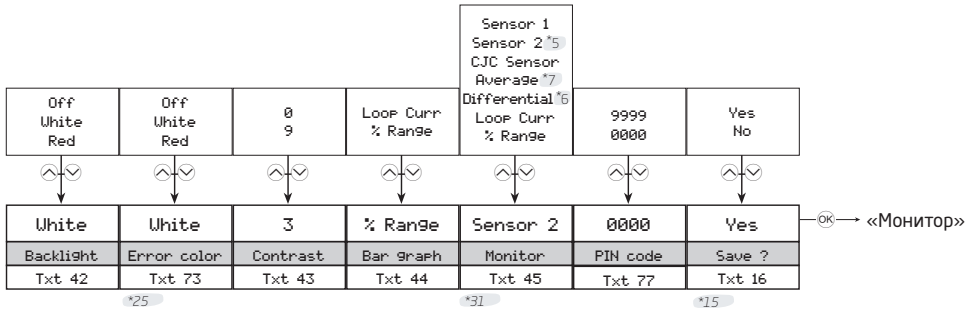 Sensor 1
Sensor 2 *5
CJC Sensor
Average *7
Differential *6
Loop Curr
% Range
Off
White
Red
Off
White
Red
0
9
Loop Curr
% Range
9999
0000
Yes
No
White
White
3
% Range
Sensor 2
0000
Yes
OK
«Монитор»
Backlight
Error color
Contrast
Bar graph
Monitor
PIN code
Save ?
Txt 42
Txt 73
Txt 43
Txt 44
Txt 45
Txt 77
Txt 16
*25
*31
*15